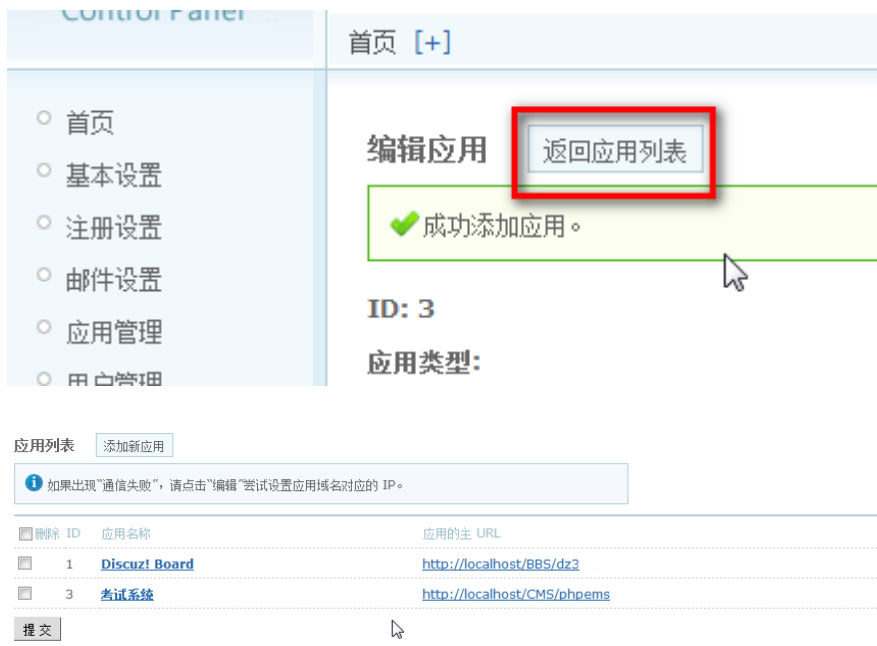 Control Panel
首页 [+]
首页
基本设置
注册设置
邮件设置
应用管理
用户管理
编辑应用 返回应用列表
成功添加应用。
ID: 3
应用类型:
应用列表 添加新应用
如果出现"通信失败"，请点击"编辑"尝试设置应用域名对应的 IP。
删除 ID 应用名称 应用的主 URL
1 Discuz! Board http://localhost/BBS/dz3
3 考试系统 http://localhost/CMS/phpems
提 交